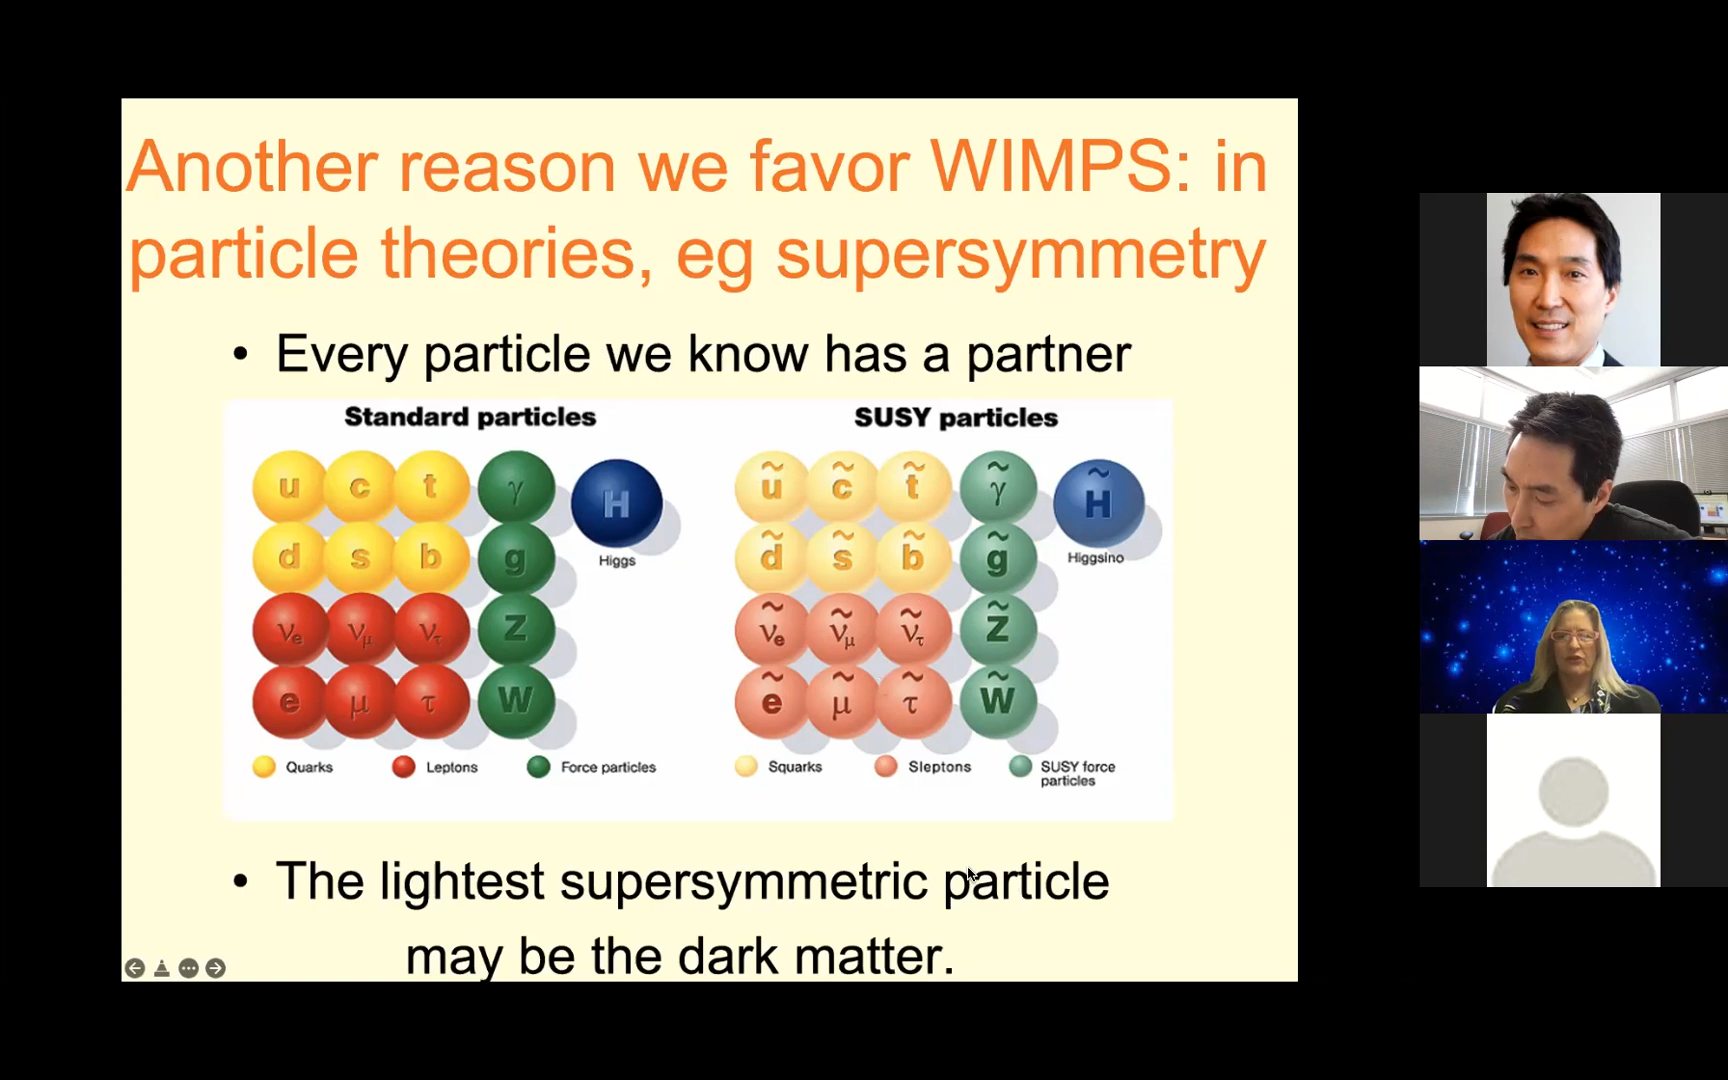 Another reason we favor WIMPS: in
particle theories, eg supersymmetry
• Every particle we know has a partner
Standard particles
u c t γ H
d s b g Higgs
νe νμ ντ Z
e μ τ W
Quarks Leptons Force particles
SUSY particles
ũ c̃ t̃ γ̃ H̃
d̃ s̃ b̃ g̃ Higgsino
ν̃e ν̃μ ν̃τ Z̃
ẽ μ̃ τ̃ W̃
Squarks Sleptons SUSY force
particles
• The lightest supersymmetric particle
may be the dark matter.